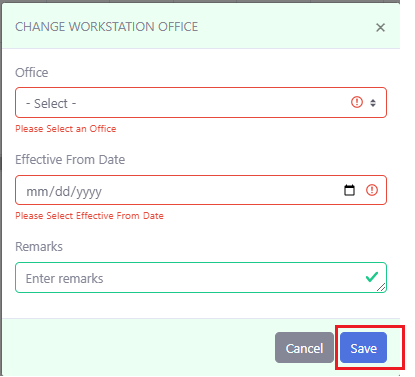 CHANGE WORKSTATION OFFICE ×
Office
- Select -
Please Select an Office
Effective From Date
mm/dd/yyyy
Please Select Effective From Date
Remarks
Enter remarks
Cancel Save